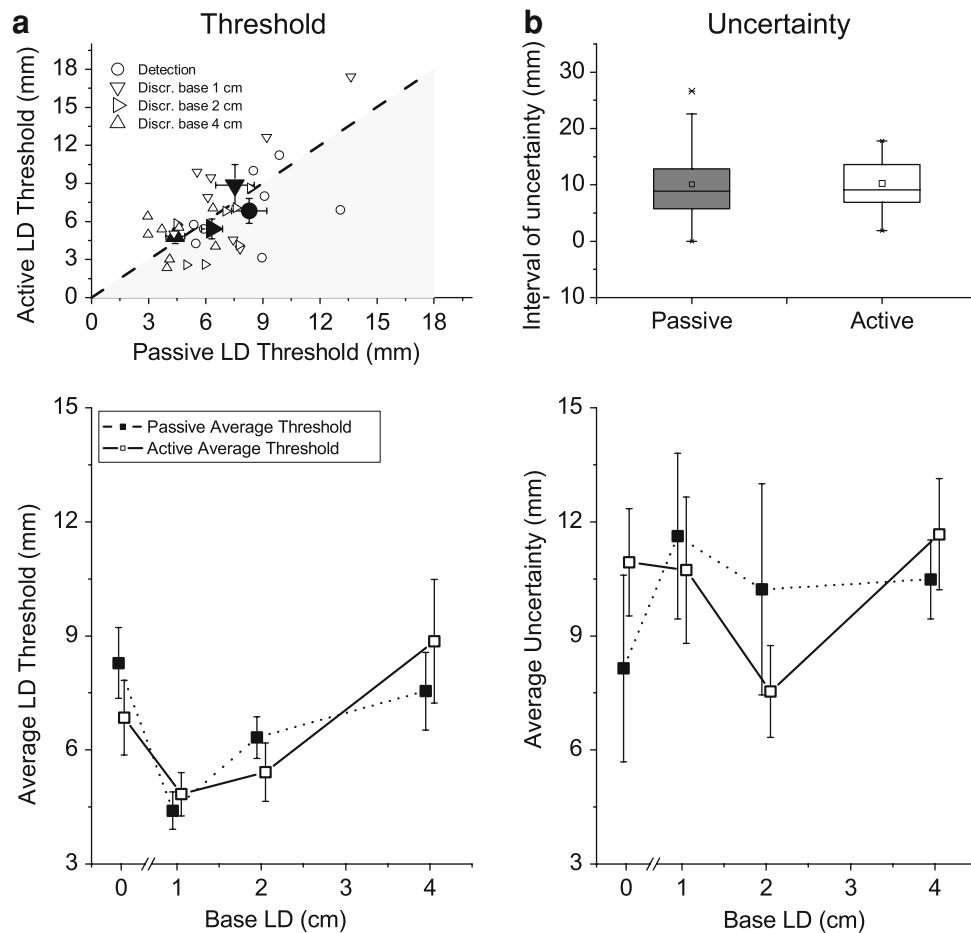 a Threshold
Active LD Threshold (mm)
18
15
12
9
6
3
0
Detection
Discr. base 1 cm
Discr. base 2 cm
Discr. base 4 cm
0 3 6 9 12 15 18
Passive LD Threshold (mm)
b Uncertainty
Interval of uncertainty (mm)
30
20
10
0
-10
Passive Active
Average LD Threshold (mm)
15
12
9
6
3
Passive Average Threshold
Active Average Threshold
0 1 2 3 4
Base LD (cm)
Average Uncertainty (mm)
15
12
9
6
3
0 1 2 3 4
Base LD (cm)